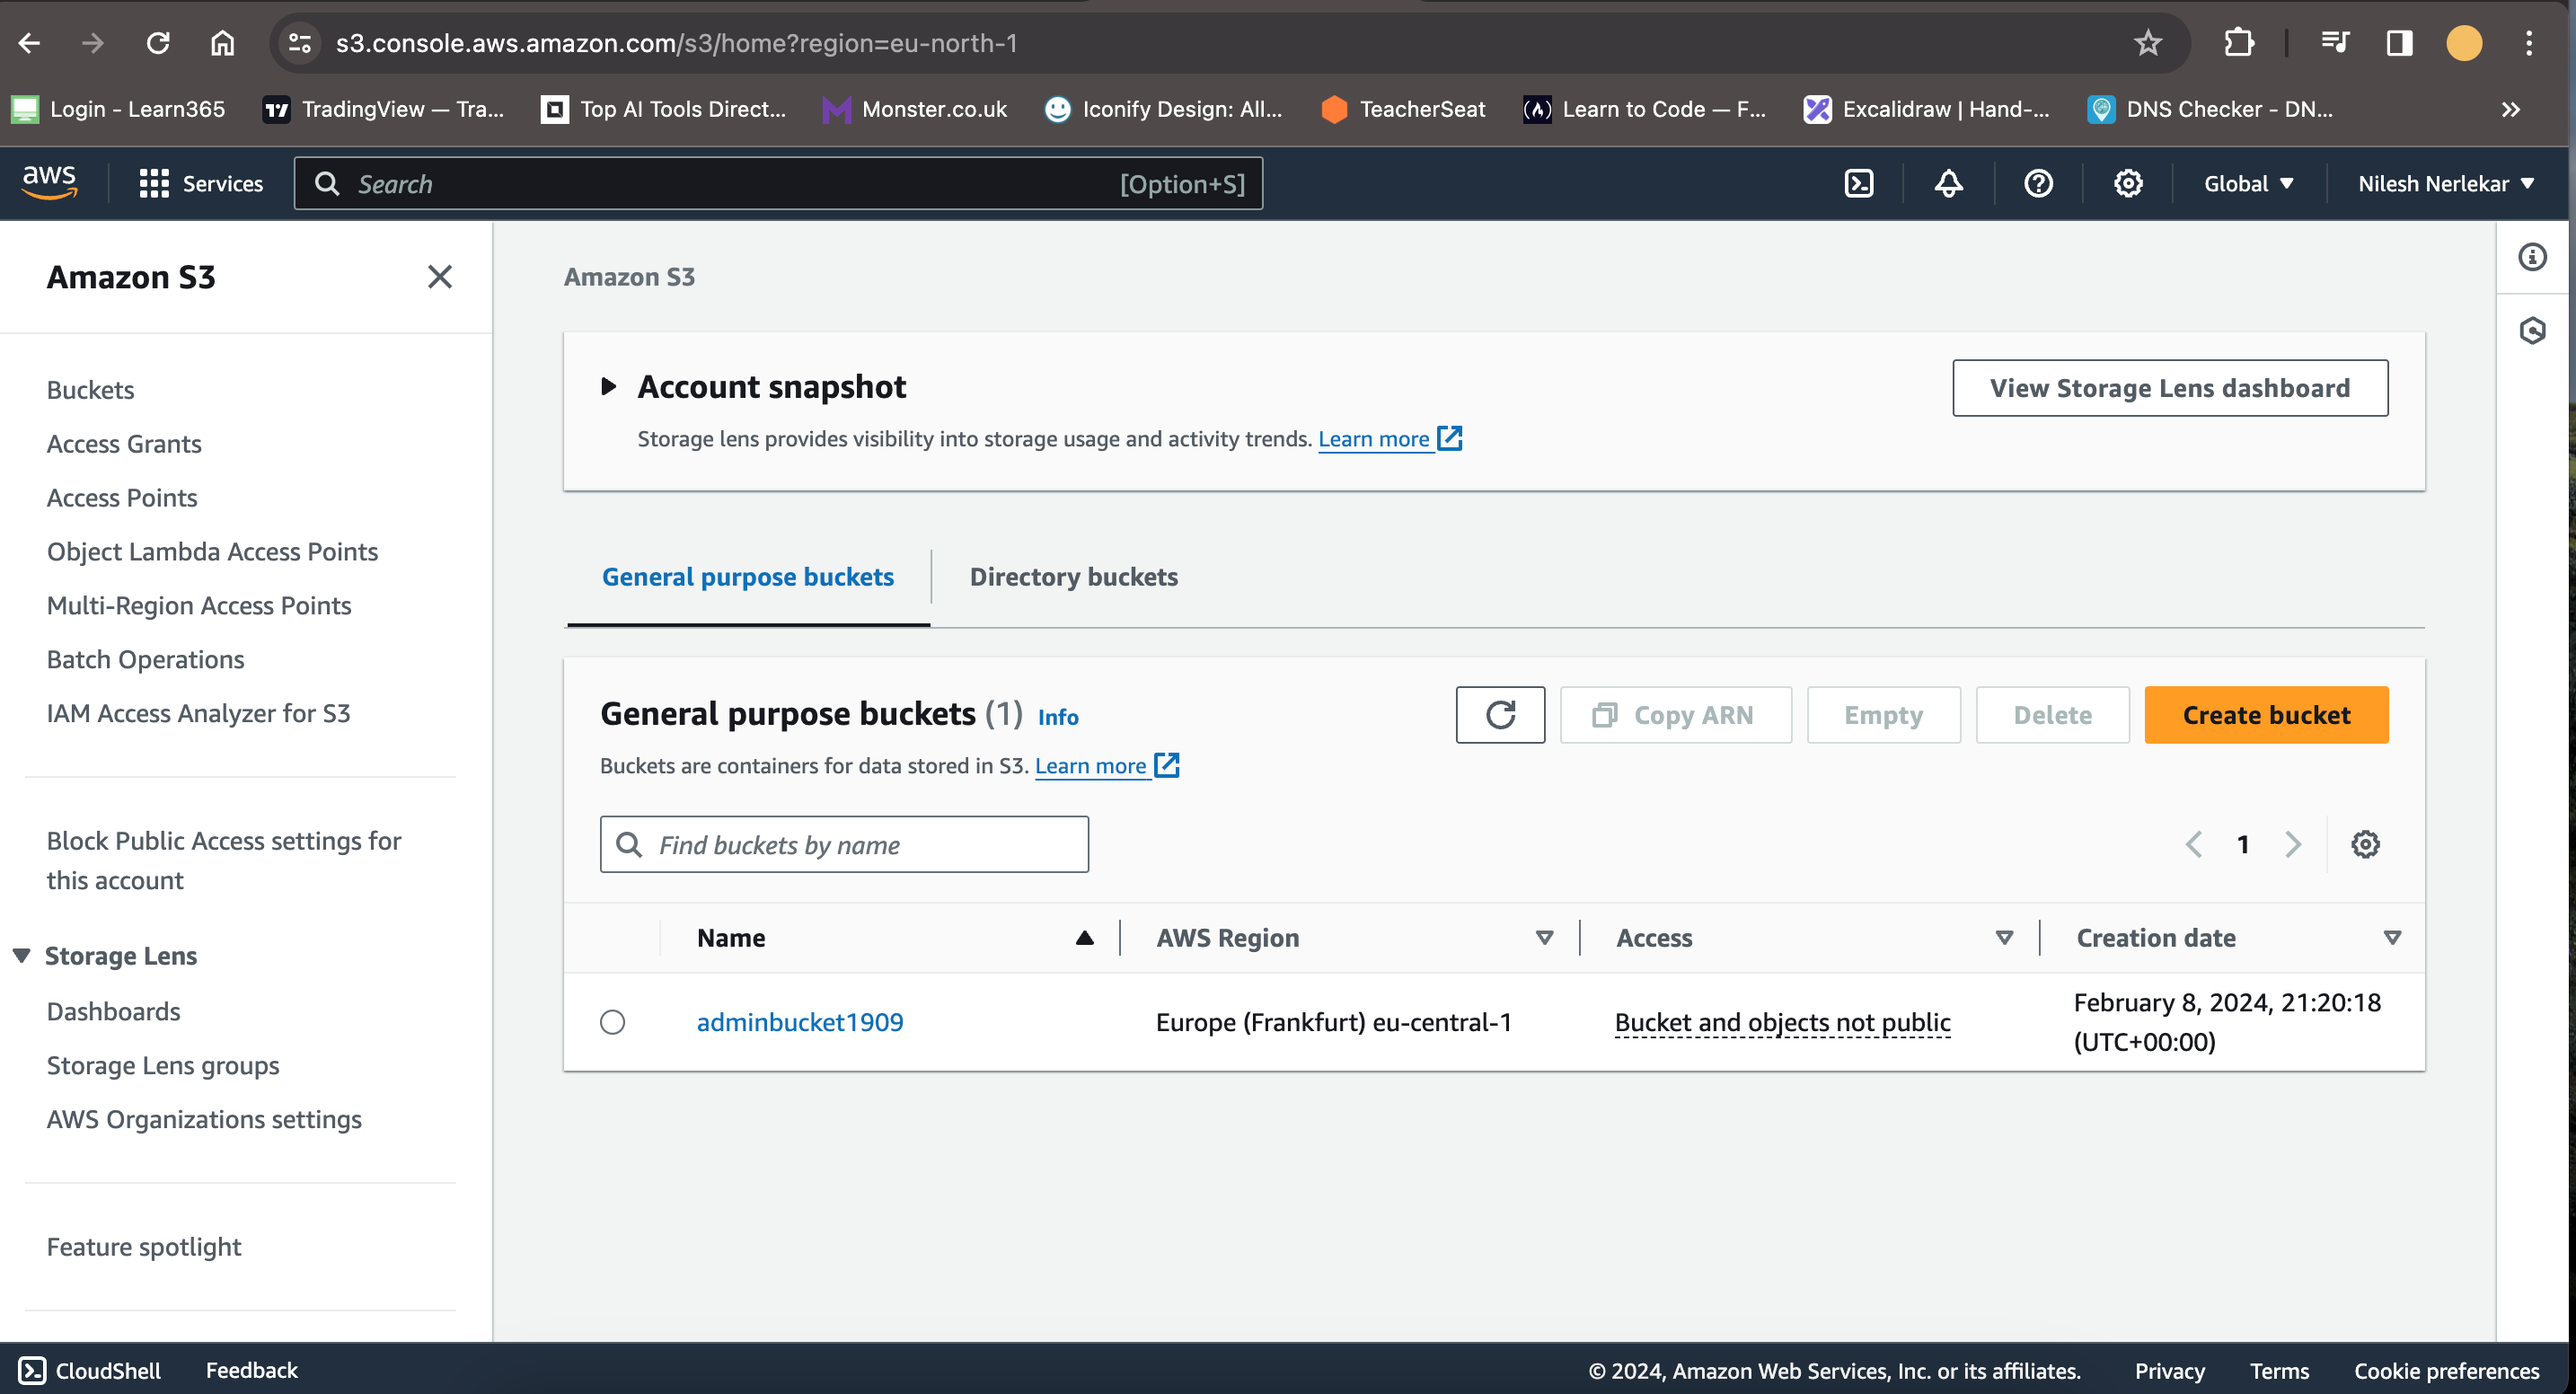 s3.console.aws.amazon.com/s3/home?region=eu-north-1
Login - Learn365
TradingView — Tra...
Top AI Tools Direct...
Monster.co.uk
Iconify Design: All...
TeacherSeat
Learn to Code — F...
Excalidraw | Hand-...
DNS Checker - DN...
aws
Services
Search
[Option+S]
Global
Nilesh Nerlekar
Amazon S3
Buckets
Access Grants
Access Points
Object Lambda Access Points
Multi-Region Access Points
Batch Operations
IAM Access Analyzer for S3
Block Public Access settings for
this account
Storage Lens
Dashboards
Storage Lens groups
AWS Organizations settings
Feature spotlight
Amazon S3
Account snapshot
View Storage Lens dashboard
Storage lens provides visibility into storage usage and activity trends. Learn more
General purpose buckets
Directory buckets
General purpose buckets (1) Info
Copy ARN
Empty
Delete
Create bucket
Buckets are containers for data stored in S3. Learn more
Find buckets by name
1
Name
AWS Region
Access
Creation date
adminbucket1909
Europe (Frankfurt) eu-central-1
Bucket and objects not public
February 8, 2024, 21:20:18
(UTC+00:00)
CloudShell
Feedback
© 2024, Amazon Web Services, Inc. or its affiliates.
Privacy
Terms
Cookie preferences